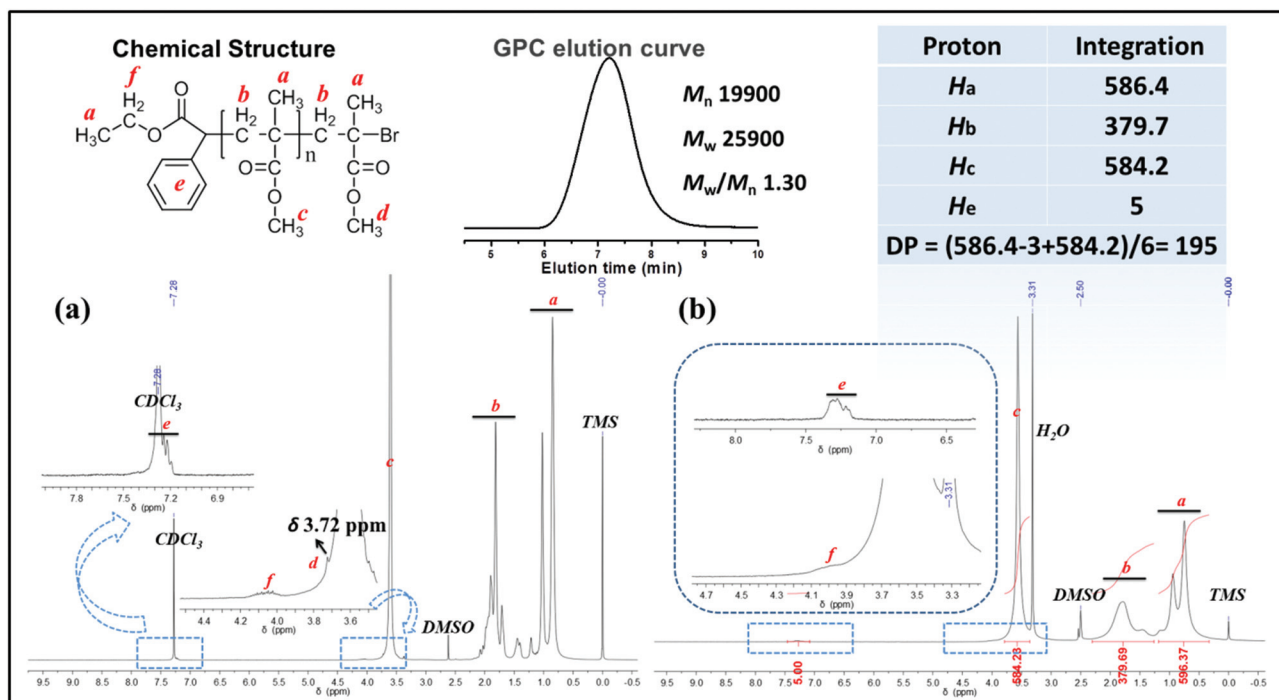 Chemical Structure
f
a
H₂
O
a
CH₃
b
H₂
b
H₂
a
CH₃
H₃C
O
Br
n
e
O
O
O
O
CH₃
c
CH₃
d
GPC elution curve
Mn 19900
Mw 25900
Mw/Mn 1.30
5 6 7 8 9 10
Elution time (min)
Proton Integration
Ha 586.4
Hb 379.7
Hc 584.2
He 5
DP = (586.4-3+584.2)/6= 195
(a)
7.28
-0.00
a
b
c
TMS
7.28
CDCl₃
e
7.8 7.5 7.2 6.9
δ (ppm)
CDCl₃
δ 3.72 ppm
d
f
4.4 4.2 4.0 3.8 3.6
δ (ppm)
DMSO
9.5 9.0 8.5 8.0 7.5 7.0 6.5 6.0 5.5 5.0 4.5 4.0 3.5 3.0 2.5 2.0 1.5 1.0 0.5 0.0 -0.5
δ (ppm)
(b)
3.31
2.50
-0.00
e
8.0 7.5 7.0 6.5
δ (ppm)
3.31
f
4.7 4.5 4.3 4.1 3.9 3.7 3.5 3.3
δ (ppm)
c
H₂O
a
b
DMSO
TMS
5.00
584.23
379.69
596.37
9.5 9.0 8.5 8.0 7.5 7.0 6.5 6.0 5.5 5.0 4.5 4.0 3.5 3.0 2.5 2.0 1.5 1.0 0.5 0.0 -0.5
δ (ppm)